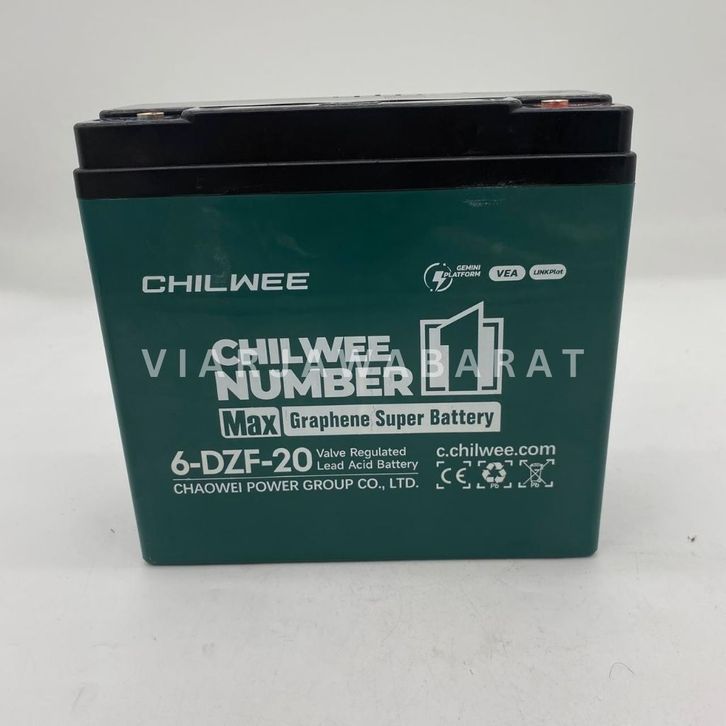 CHILWEE
GEMINI
PLATFORM
VEA
LINKPlat
CHILWEE
NUMBER 1
VIARJAWABARAT
Max Graphene Super Battery
6-DZF-20
Valve Regulated
Lead Acid Battery
c.chilwee.com
CHAOWEI POWER GROUP CO., LTD.
CE
Pb
Pb